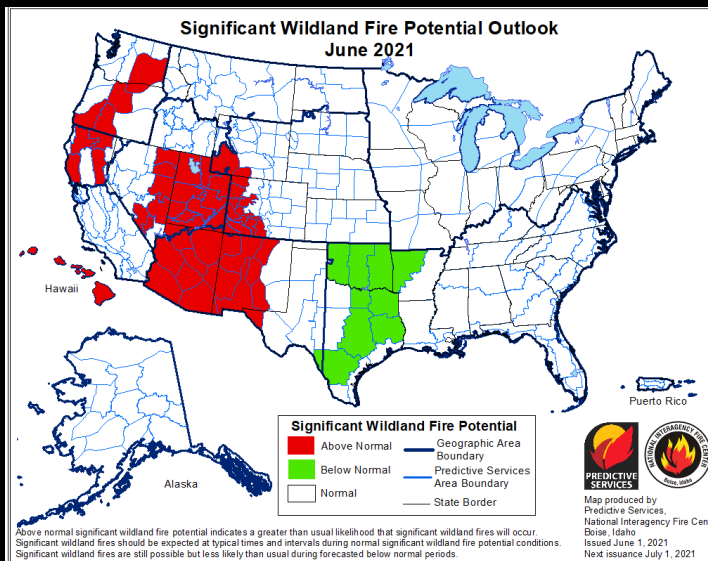 Significant Wildland Fire Potential Outlook
June 2021
Hawaii
Alaska
Puerto Rico
Significant Wildland Fire Potential
Above Normal
Below Normal
Normal
Geographic Area
Boundary
Predictive Services
Area Boundary
State Border
PREDICTIVE
SERVICES
NATIONAL INTERAGENCY FIRE CENTER
Boise, Idaho
Map produced by
Predictive Services,
National Interagency Fire Cen
Boise, Idaho
Issued June 1, 2021
Next issuance July 1, 2021
Above normal significant wildland fire potential indicates a greater than usual likelihood that significant wildland fires will occur.
Significant wildland fires should be expected at typical times and intervals during normal significant wildland fire potential conditions.
Significant wildland fires are still possible but less likely than usual during forecasted below normal periods.